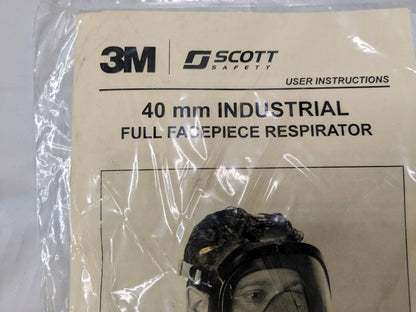 3M SCOTT
SAFETY
USER INSTRUCTIONS
40 mm INDUSTRIAL
FULL FACEPIECE RESPIRATOR